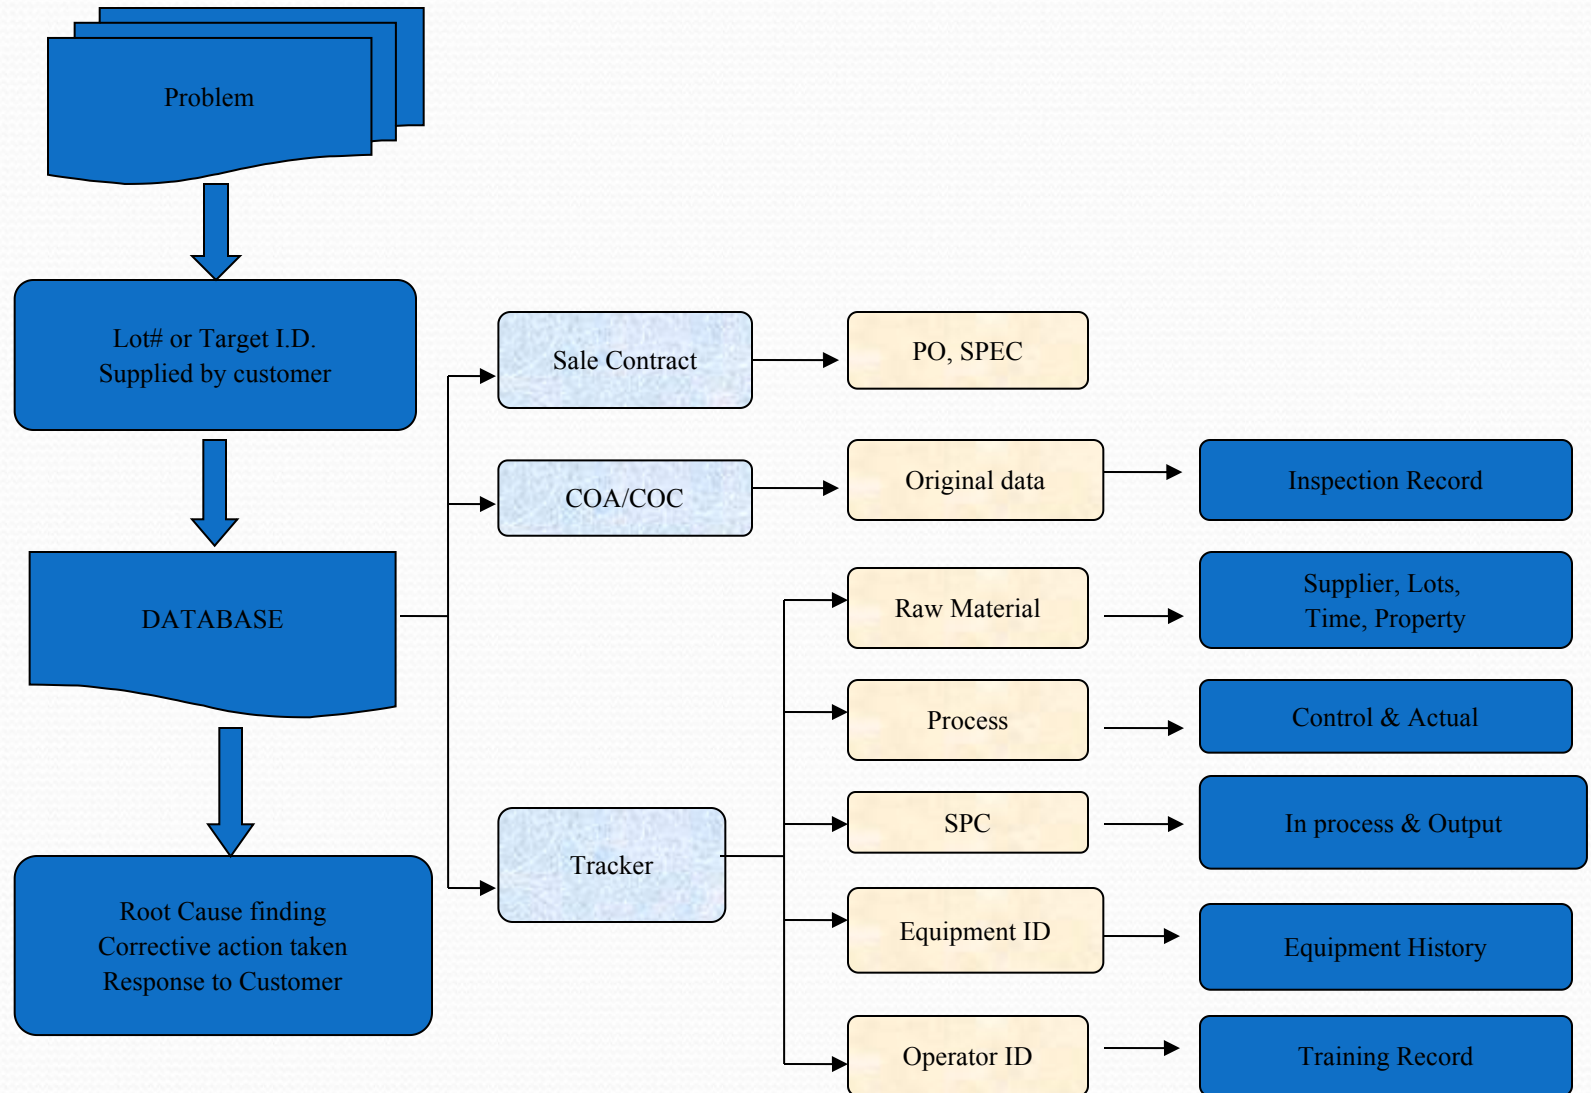 Problem
Lot# or Target I.D.
Supplied by customer
DATABASE
Root Cause finding
Corrective action taken
Response to Customer
Sale Contract
PO, SPEC
COA/COC
Original data
Inspection Record
Tracker
Raw Material
Supplier, Lots,
Time, Property
Process
Control & Actual
SPC
In process & Output
Equipment ID
Equipment History
Operator ID
Training Record